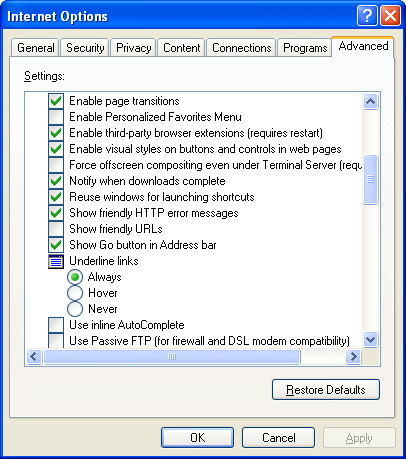 Internet Options
General Security Privacy Content Connections Programs Advanced
Settings:
Enable page transitions
Enable Personalized Favorites Menu
Enable third-party browser extensions (requires restart)
Enable visual styles on buttons and controls in web pages
Force offscreen compositing even under Terminal Server (requ
Notify when downloads complete
Reuse windows for launching shortcuts
Show friendly HTTP error messages
Show friendly URLs
Show Go button in Address bar
Underline links
Always
Hover
Never
Use inline AutoComplete
Use Passive FTP (for firewall and DSL modem compatibility)
Restore Defaults
OK Cancel Apply